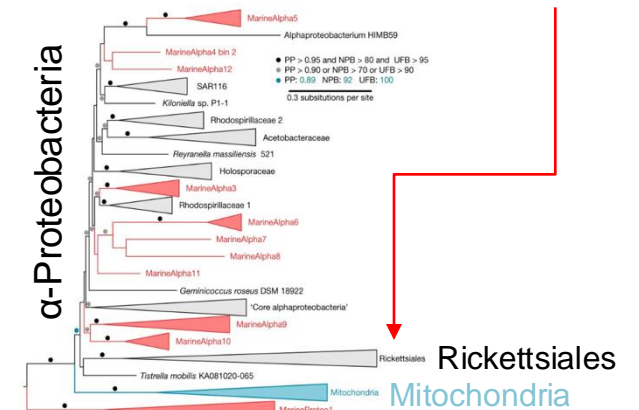 α-Proteobacteria
MarineAlpha5
Alphaproteobacterium HIMB59
MarineAlpha4 bin 2
MarineAlpha12
PP > 0.95 and NPB > 80 and UFB > 95
PP > 0.90 or NPB > 70 or UFB > 90
PP: 0.89 NPB: 92 UFB: 100
0.3 subsitutions per site
SAR116
Kiloniella sp. P1-1
Rhodospirillaceae 2
Acetobacteraceae
Reyranella massiliensis 521
Holosporaceae
MarineAlpha3
Rhodospirillaceae 1
MarineAlpha6
MarineAlpha7
MarineAlpha8
MarineAlpha11
Geminicoccus roseus DSM 18922
'Core alphaproteobacteria'
MarineAlpha9
MarineAlpha10
Rickettsiales Rickettsiales
Tistrella mobilis KA081020-065
Mitochondria Mitochondria
MarineProteo1